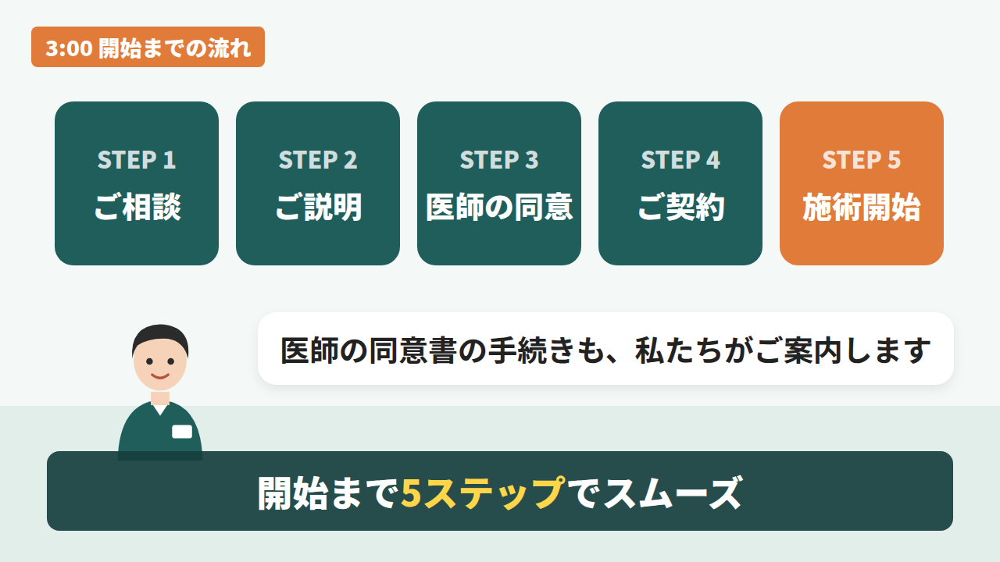 3:00 開始までの流れ
STEP 1
ご相談
STEP 2
ご説明
STEP 3
医師の同意
STEP 4
ご契約
STEP 5
施術開始
医師の同意書の手続きも、私たちがご案内します
開始まで5ステップでスムーズ